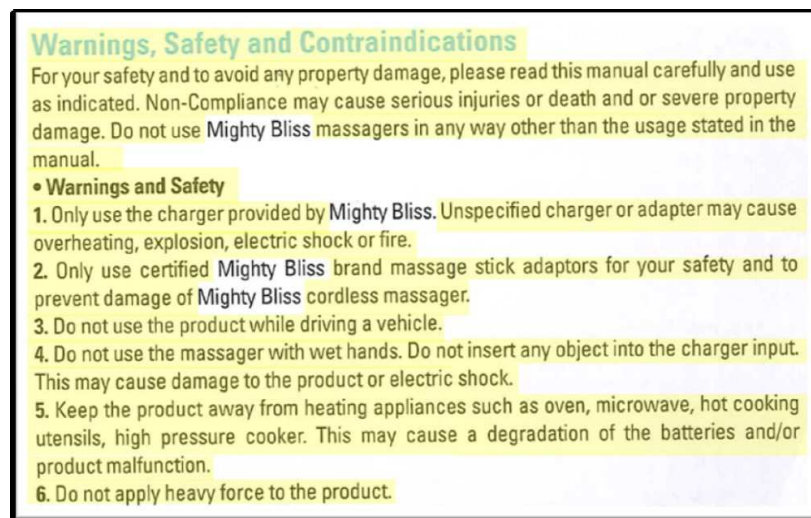 Warnings, Safety and Contraindications
For your safety and to avoid any property damage, please read this manual carefully and use
as indicated. Non-Compliance may cause serious injuries or death and or severe property
damage. Do not use Mighty Bliss massagers in any way other than the usage stated in the
manual.
• Warnings and Safety
1. Only use the charger provided by Mighty Bliss. Unspecified charger or adapter may cause
overheating, explosion, electric shock or fire.
2. Only use certified Mighty Bliss brand massage stick adaptors for your safety and to
prevent damage of Mighty Bliss cordless massager.
3. Do not use the product while driving a vehicle.
4. Do not use the massager with wet hands. Do not insert any object into the charger input.
This may cause damage to the product or electric shock.
5. Keep the product away from heating appliances such as oven, microwave, hot cooking
utensils, high pressure cooker. This may cause a degradation of the batteries and/or
product malfunction.
6. Do not apply heavy force to the product.